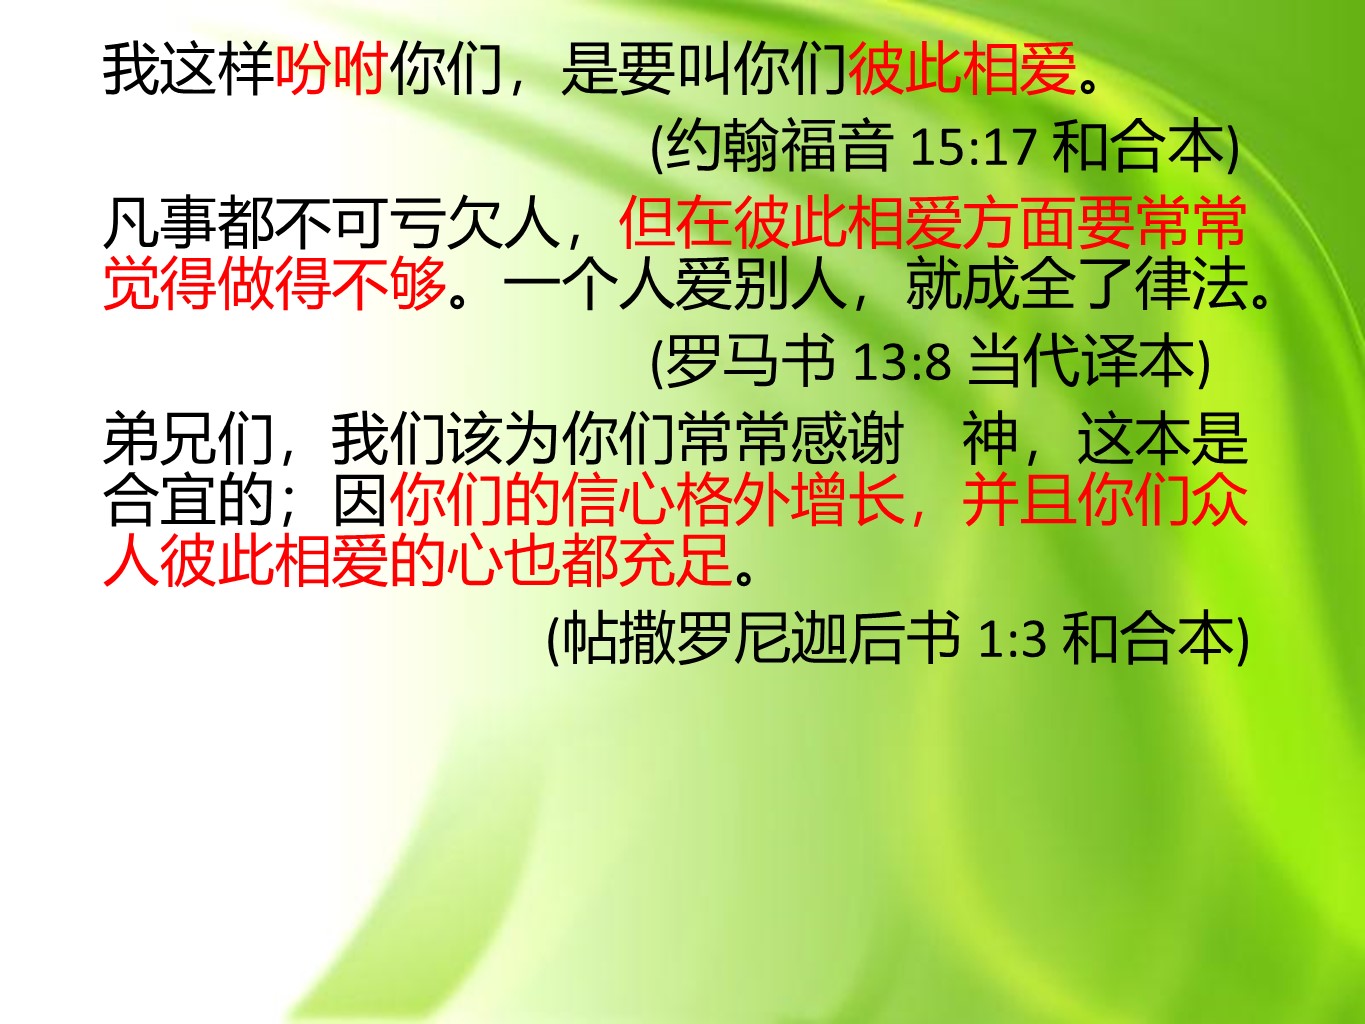 我这样吩咐你们，是要叫你们彼此相爱。
(约翰福音 15:17 和合本)
凡事都不可亏欠人，但在彼此相爱方面要常常
觉得做得不够。一个人爱别人，就成全了律法。
(罗马书 13:8 当代译本)
弟兄们，我们该为你们常常感谢　神，这本是
合宜的；因你们的信心格外增长，并且你们众
人彼此相爱的心也都充足。
(帖撒罗尼迦后书 1:3 和合本)